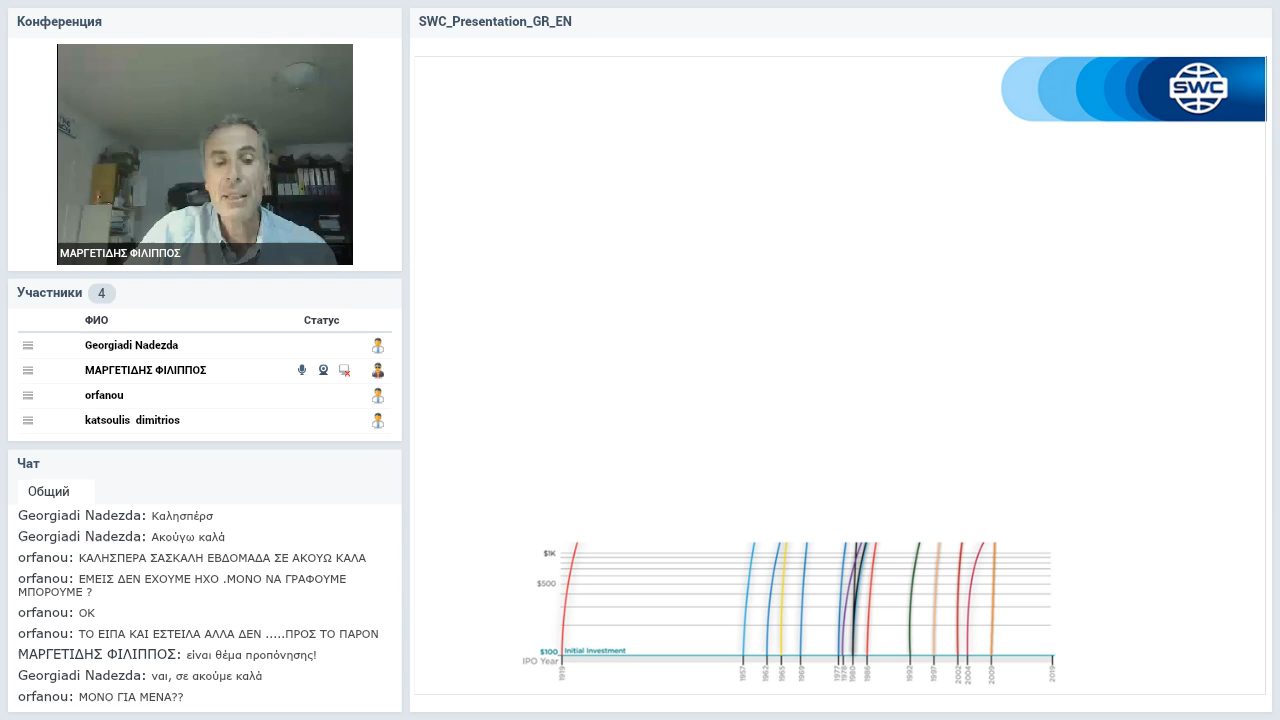 Конференция
ΜΑΡΓΕΤΙΔΗΣ ΦΙΛΙΠΠΟΣ
Участники 4
ФИО Статус
Georgiadi Nadezda
ΜΑΡΓΕΤΙΔΗΣ ΦΙΛΙΠΠΟΣ
orfanou
katsoulis dimitrios
Чат
Общий
Georgiadi Nadezda: Καλησπέρσ
Georgiadi Nadezda: Ακούγω καλά
orfanou: ΚΑΛΗΣΠΕΡΑ ΣΑΣΚΑΛΗ ΕΒΔΟΜΑΔΑ ΣΕ ΑΚΟΥΩ ΚΑΛΑ
orfanou: ΕΜΕΙΣ ΔΕΝ ΕΧΟΥΜΕ ΗΧΟ .ΜΟΝΟ ΝΑ ΓΡΑΦΟΥΜΕ
ΜΠΟΡΟΥΜΕ ?
orfanou: ΟΚ
orfanou: ΤΟ ΕΙΠΑ ΚΑΙ ΕΣΤΕΙΛΑ ΑΛΛΑ ΔΕΝ .....ΠΡΟΣ ΤΟ ΠΑΡΟΝ
ΜΑΡΓΕΤΙΔΗΣ ΦΙΛΙΠΠΟΣ: είναι θέμα προπόνησης!
Georgiadi Nadezda: ναι, σε ακούμε καλά
orfanou: ΜΟΝΟ ΓΙΑ ΜΕΝΑ??
SWC_Presentation_GR_EN
SWC
$1K
$500
$100 Initial Investment
IPO Year 1919 1957 1962 1965 1969 1977 1978 1980 1986 1992 1997 2002 2004 2009 2019